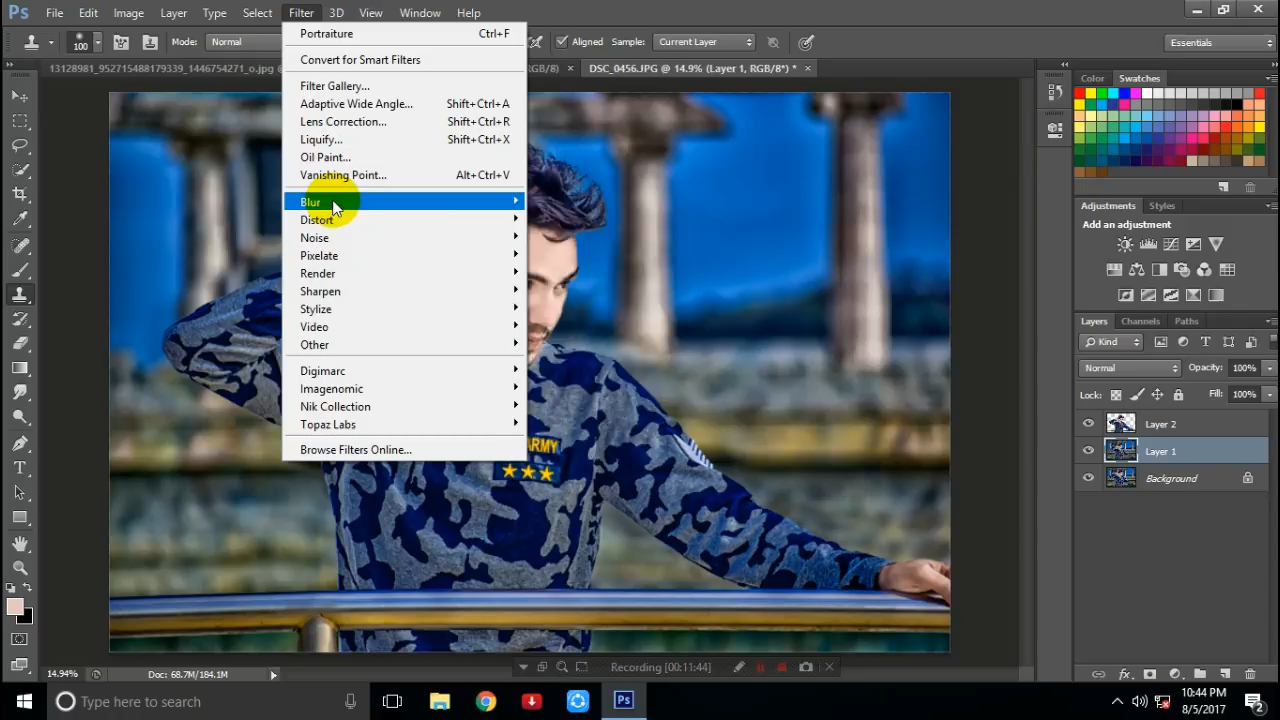 Ps File Edit Image Layer Type Select Filter 3D View Window Help
100 Mode: Normal Aligned Sample: Current Layer Essentials
13128981_952715488179339_1446754271_o.jpg @ RGB/8) × DSC_0456.JPG @ 14.9% (Layer 1, RGB/8*) * ×
Portraiture Ctrl+F
Convert for Smart Filters
Filter Gallery...
Adaptive Wide Angle... Shift+Ctrl+A
Lens Correction... Shift+Ctrl+R
Liquify... Shift+Ctrl+X
Oil Paint...
Vanishing Point... Alt+Ctrl+V
Blur
Distort
Noise
Pixelate
Render
Sharpen
Stylize
Video
Other
Digimarc
Imagenomic
Nik Collection
Topaz Labs
Browse Filters Online...
ARMY
Color Swatches
Adjustments Styles
Add an adjustment
Layers Channels Paths
Kind
Normal Opacity: 100%
Lock: Fill: 100%
Layer 2
Layer 1
Background
fx
14.94% Doc: 68.7M/184.1M
Recording [00:11:44]
Type here to search
Ps
10:44 PM
8/5/2017
2